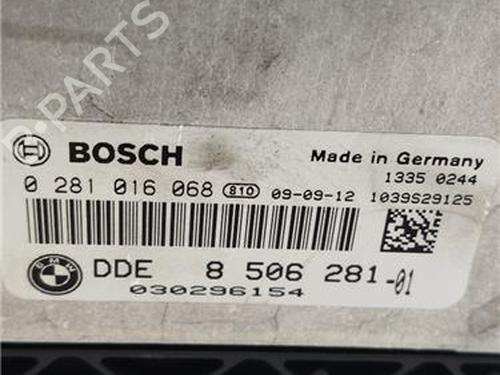 BOSCH
Made in Germany
1335 0244
0 281 016 068 810 09-09-12 1039S29125
BMW
DDE 8 506 281-01
030296154